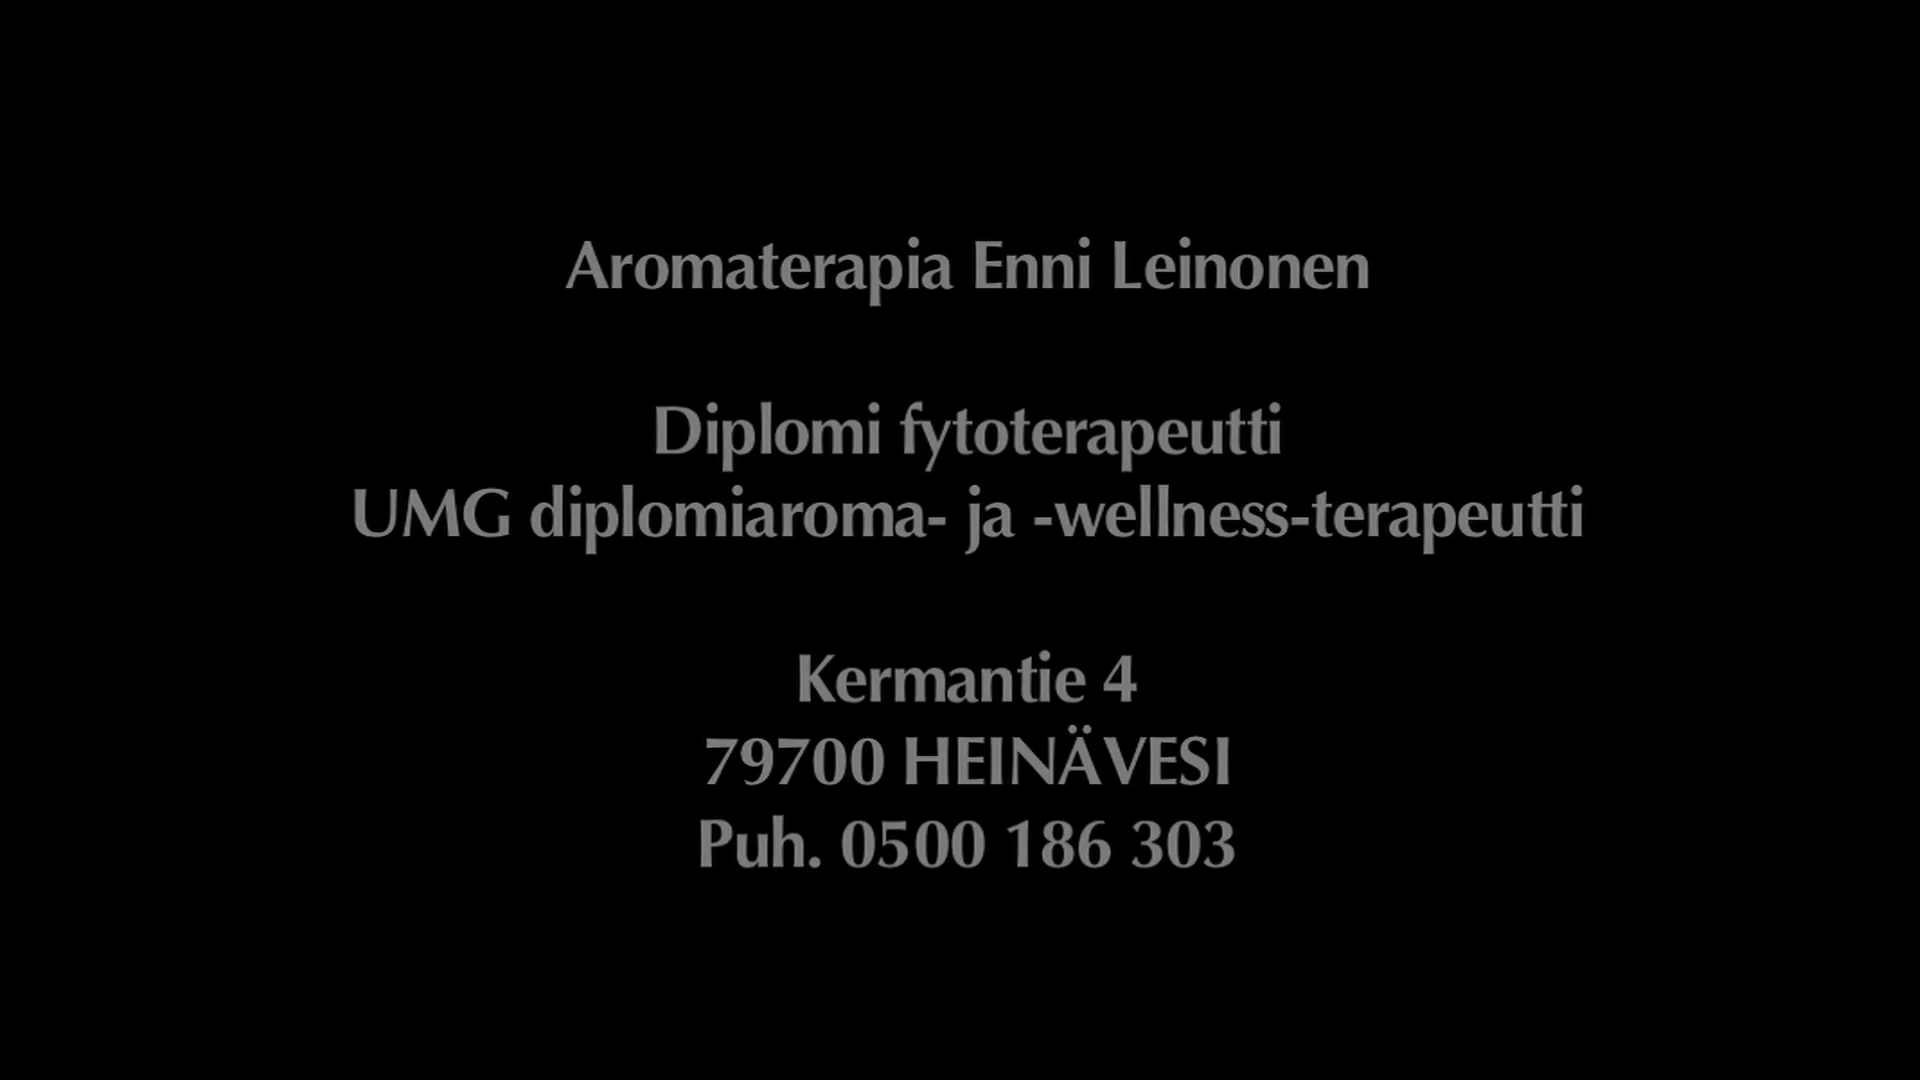 Aromaterapia Enni Leinonen
Diplomi fytoterapeutti
UMG diplomiaroma- ja -wellness-terapeutti
Kermantie 4
79700 HEINÄVESI
Puh. 0500 186 303